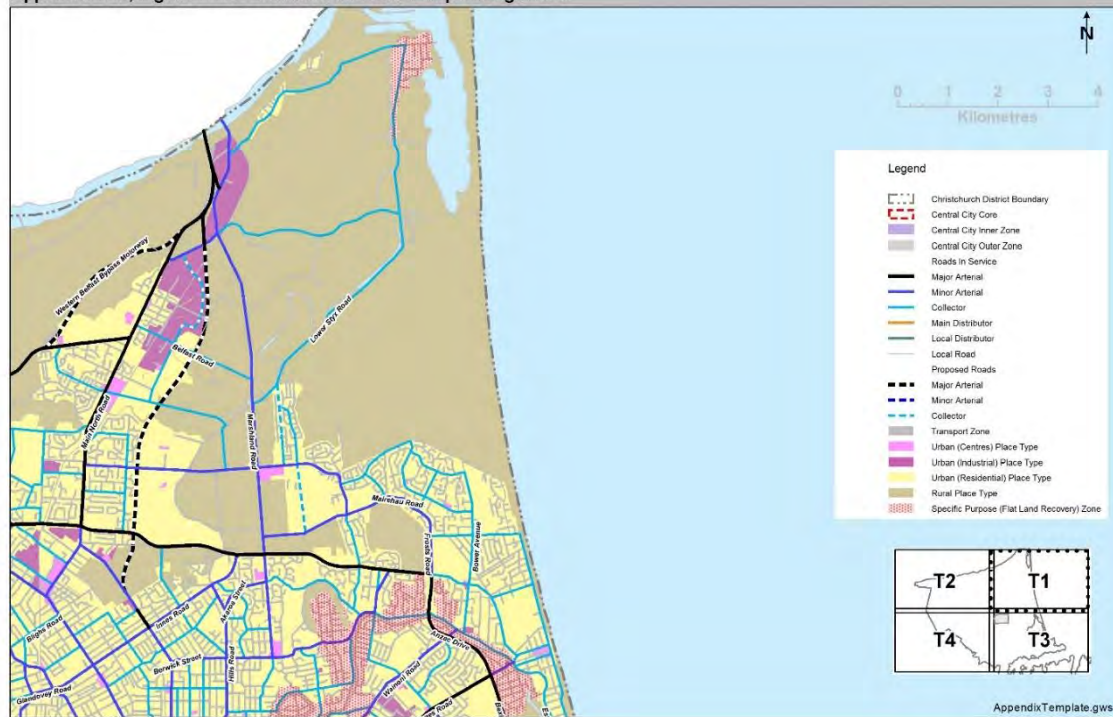 N
0 1 2 3 4
Kilometres
Legend
Christchurch District Boundary
Central City Core
Central City Inner Zone
Central City Outer Zone
Roads In Service
Major Arterial
Minor Arterial
Collector
Main Distributor
Local Distributor
Local Road
Proposed Roads
Major Arterial
Minor Arterial
Collector
Transport Zone
Urban (Centres) Place Type
Urban (Industrial) Place Type
Urban (Residential) Place Type
Rural Place Type
Specific Purpose (Flat Land Recovery) Zone
Western Belfast Bypass Motorway
Lower Styx Road
Belfast Road
Main North Road
Marshland Road
Mairehau Road
Frosts Road
Bower Avenue
Akaroa Street
Innes Road
Blighs Road
Berwick Street
Hills Road
Anzac Drive
Wainoni Road
Glandovey Road
T2 T1
T4 T3
AppendixTemplate.gws